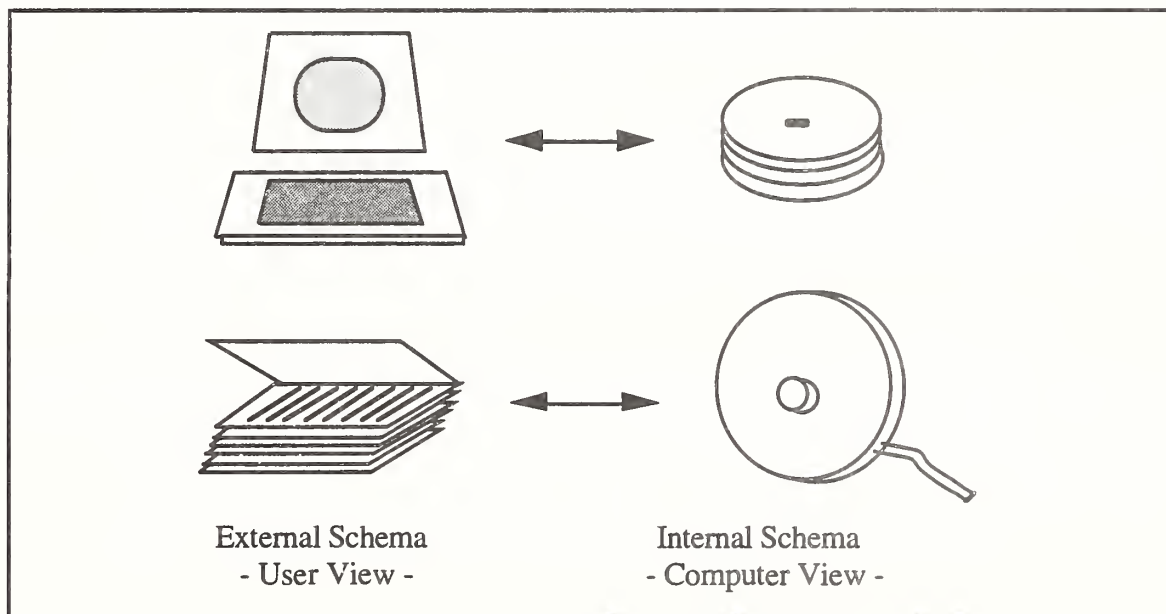 External Schema
- User View -
Internal Schema
- Computer View -